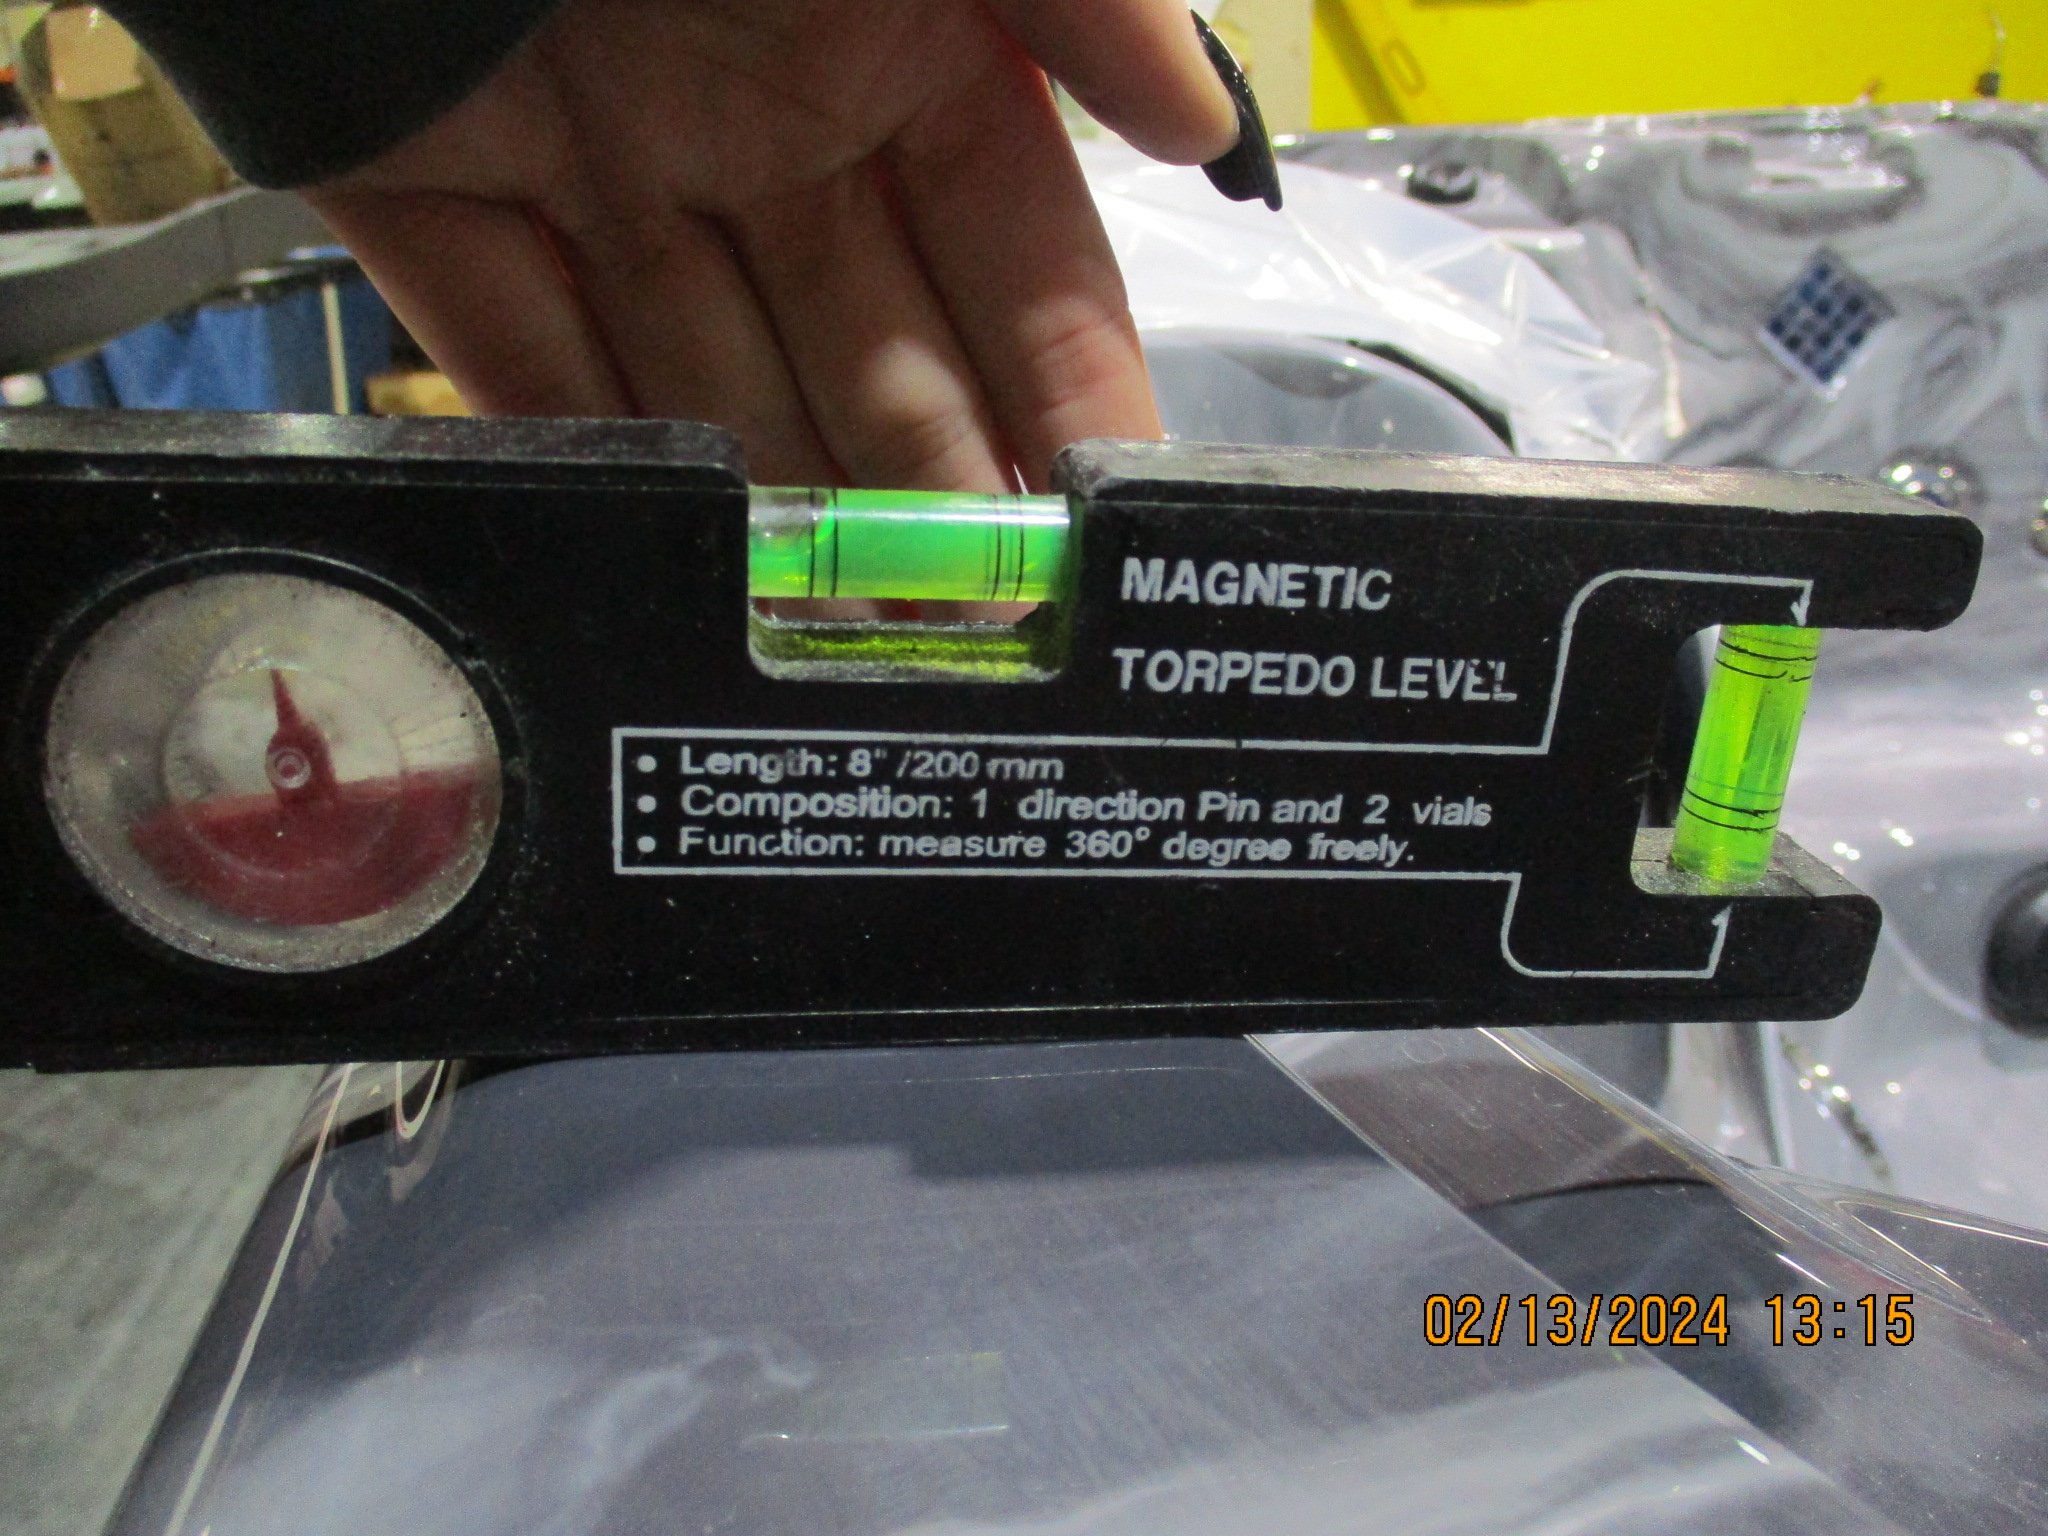 MAGNETIC
TORPEDO LEVEL
• Length: 8" /200 mm
• Composition: 1 direction Pin and 2 vials
• Function: measure 360° degree freely.
02/13/2024 13:15